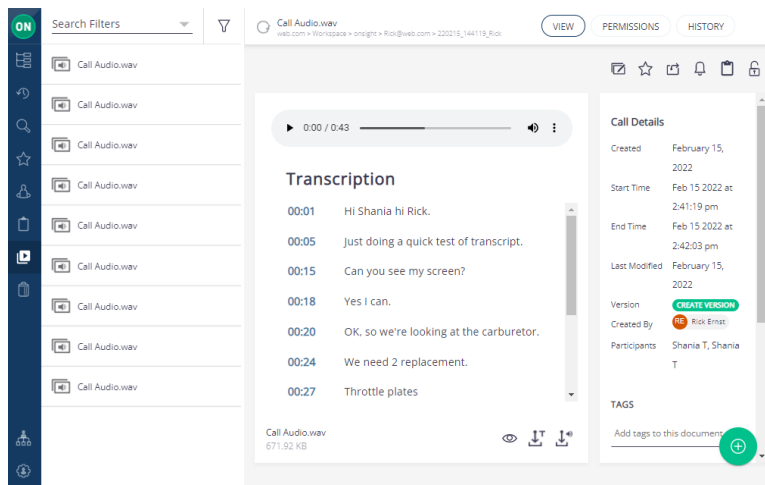 ON
Search Filters
Call Audio.wav
Call Audio.wav
Call Audio.wav
Call Audio.wav
Call Audio.wav
Call Audio.wav
Call Audio.wav
Call Audio.wav
Call Audio.wav
Call Audio.wav
web.com > Workspace > onsight > Rick@web.com > 220215_144119_Rick
VIEW
PERMISSIONS
HISTORY
0:00 / 0:43
Transcription
00:01 Hi Shania hi Rick.
00:05 Just doing a quick test of transcript.
00:15 Can you see my screen?
00:18 Yes I can.
00:20 OK, so we're looking at the carburetor.
00:24 We need 2 replacement.
00:27 Throttle plates
Call Audio.wav
671.92 KB
T
Call Details
Created February 15,
2022
Start Time Feb 15 2022 at
2:41:19 pm
End Time Feb 15 2022 at
2:42:03 pm
Last Modified February 15,
2022
Version CREATE VERSION
Created By RE Rick Ernst
Participants Shania T, Shania
T
TAGS
Add tags to this document